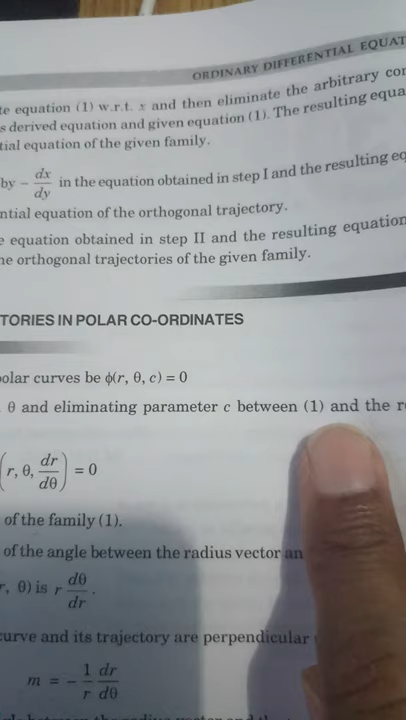 ORDINARY DIFFERENTIAL EQUAT
te equation (1) w.r.t. x and then eliminate the arbitrary con
s derived equation and given equation (1). The resulting equa
tial equation of the given family.
by – dx/dy in the equation obtained in step I and the resulting eq
ntial equation of the orthogonal trajectory.
e equation obtained in step II and the resulting equation
he orthogonal trajectories of the given family.
TORIES IN POLAR CO-ORDINATES
polar curves be ϕ(r, θ, c) = 0
θ and eliminating parameter c between (1) and the r
(r, θ, dr/dθ) = 0
of the family (1).
of the angle between the radius vector an
r, θ) is r dθ/dr .
curve and its trajectory are perpendicular
m = – 1/r dr/dθ